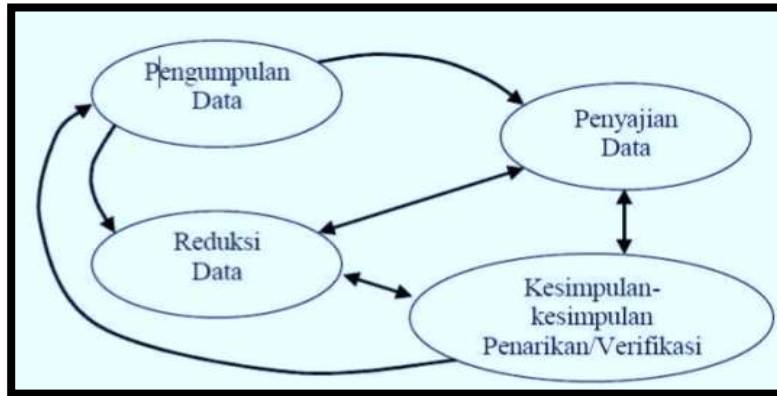 Pengumpulan
Data
Penyajian
Data
Reduksi
Data
Kesimpulan-
kesimpulan
Penarikan/Verifikasi